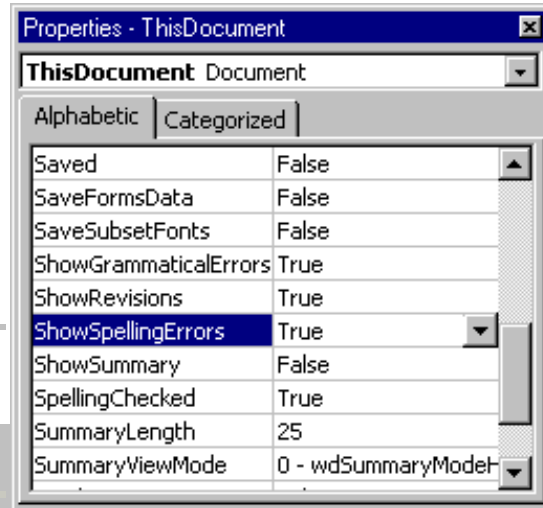 Properties - ThisDocument
ThisDocument Document
Alphabetic Categorized
Saved False
SaveFormsData False
SaveSubsetFonts False
ShowGrammaticalErrors True
ShowRevisions True
ShowSpellingErrors True
ShowSummary False
SpellingChecked True
SummaryLength 25
SummaryViewMode 0 - wdSummaryModeH